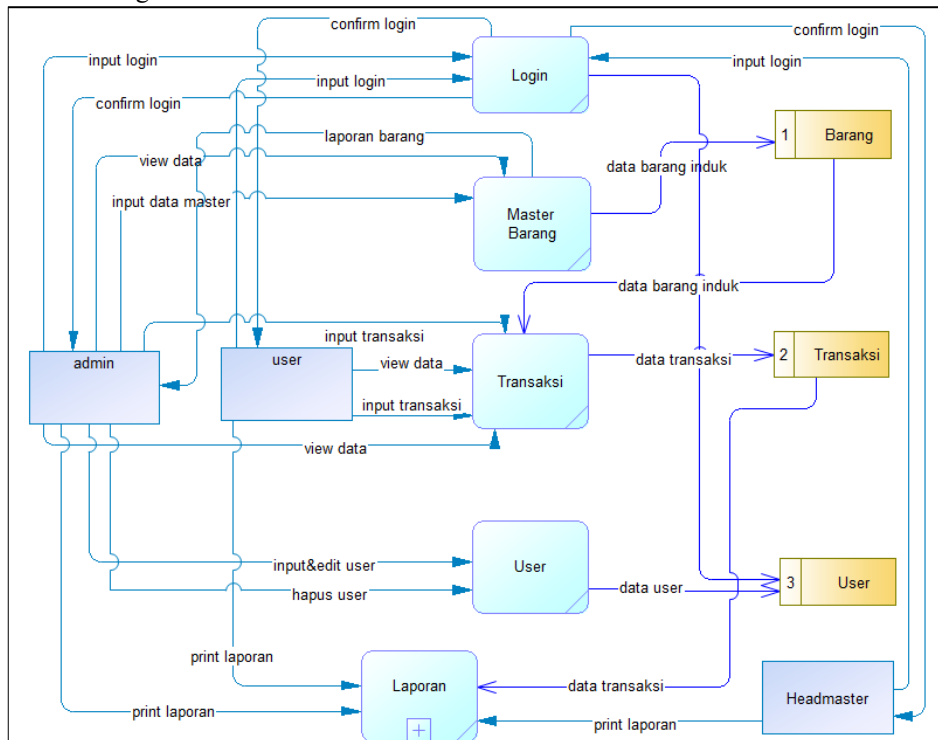 confirm login
confirm login
input login
input login
Login
input login
confirm login
laporan barang
1 Barang
view data
data barang induk
input data master
Master
Barang
data barang induk
input transaksi
admin
user
view data
Transaksi
data transaksi
2 Transaksi
input transaksi
view data
input&edit user
User
hapus user
data user
3 User
print laporan
Laporan
data transaksi
Headmaster
print laporan
print laporan